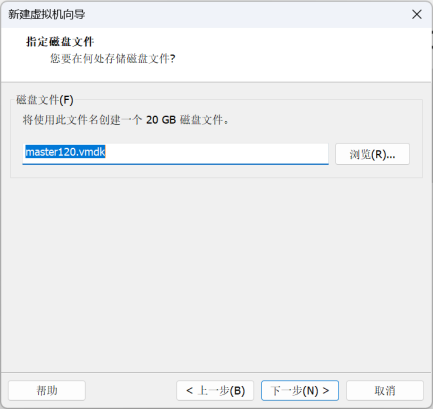 新建虚拟机向导
指定磁盘文件
您要在何处存储磁盘文件?
磁盘文件(F)
将使用此文件名创建一个 20 GB 磁盘文件。
master120.vmdk
浏览(R)...
帮助
< 上一步(B)
下一步(N) >
取消